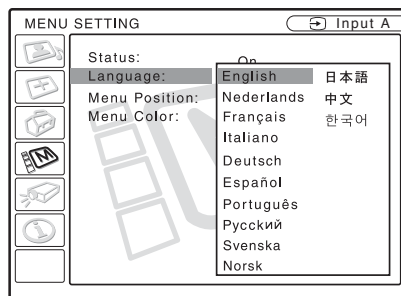 MENU SETTING Input A
Status: On
Language: English 日本語
Menu Position: Nederlands 中文
Menu Color: Français 한국어
Italiano
Deutsch
Español
Português
Русский
Svenska
Norsk